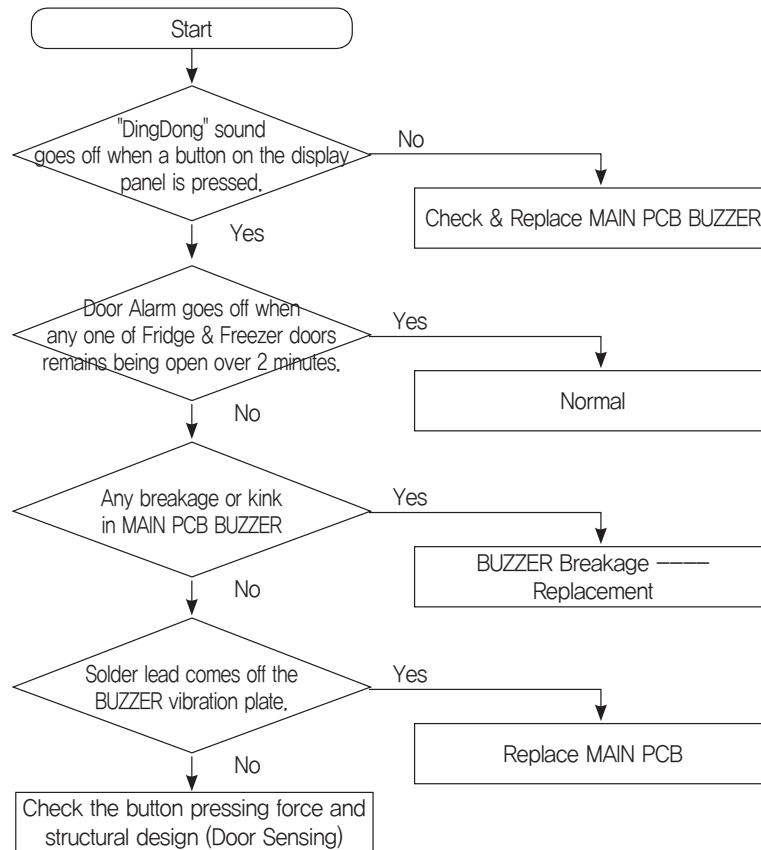 Start
"DingDong" sound
goes off when a button on the display
panel is pressed.
No
Check & Replace MAIN PCB BUZZER
Yes
Door Alarm goes off when
any one of Fridge & Freezer doors
remains being open over 2 minutes.
Yes
Normal
No
Any breakage or kink
in MAIN PCB BUZZER
Yes
BUZZER Breakage ----
Replacement
No
Solder lead comes off the
BUZZER vibration plate.
Yes
Replace MAIN PCB
No
Check the button pressing force and
structural design (Door Sensing)